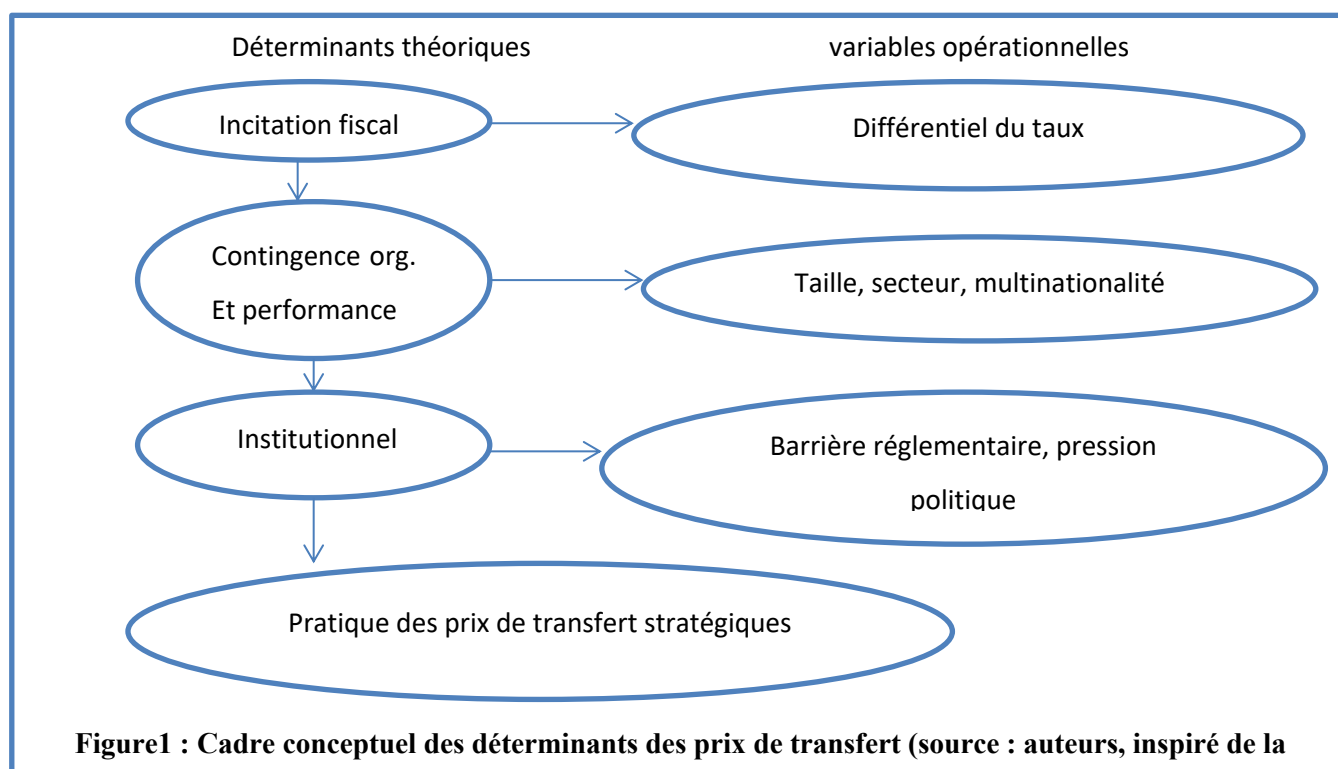 Déterminants théoriques variables opérationnelles
Incitation fiscal
Différentiel du taux
Contingence org.
Et performance
Taille, secteur, multinationalité
Institutionnel
Barrière réglementaire, pression
politique
Pratique des prix de transfert stratégiques
Figure1 : Cadre conceptuel des déterminants des prix de transfert (source : auteurs, inspiré de la